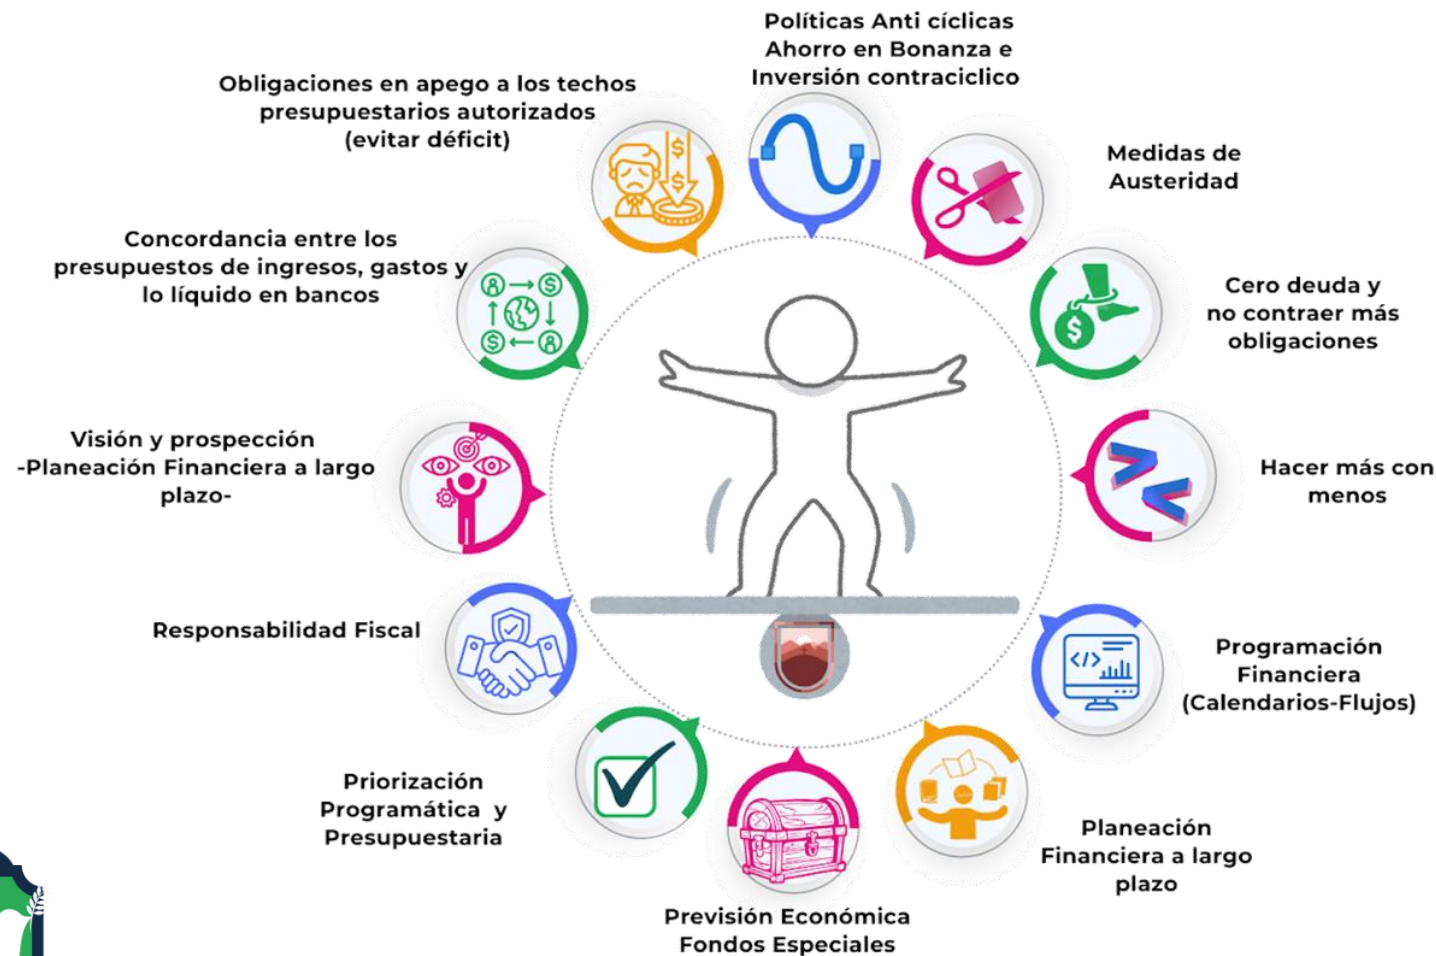 Políticas Anti cíclicas
Ahorro en Bonanza e
Inversión contraciclico
Medidas de
Austeridad
Cero deuda y
no contraer más
obligaciones
Hacer más con
menos
Programación
Financiera
(Calendarios-Flujos)
Planeación
Financiera a largo
plazo
Previsión Económica
Fondos Especiales
Priorización
Programática y
Presupuestaria
Responsabilidad Fiscal
Visión y prospección
-Planeación Financiera a largo
plazo-
Concordancia entre los
presupuestos de ingresos, gastos y
lo líquido en bancos
Obligaciones en apego a los techos
presupuestarios autorizados
(evitar déficit)